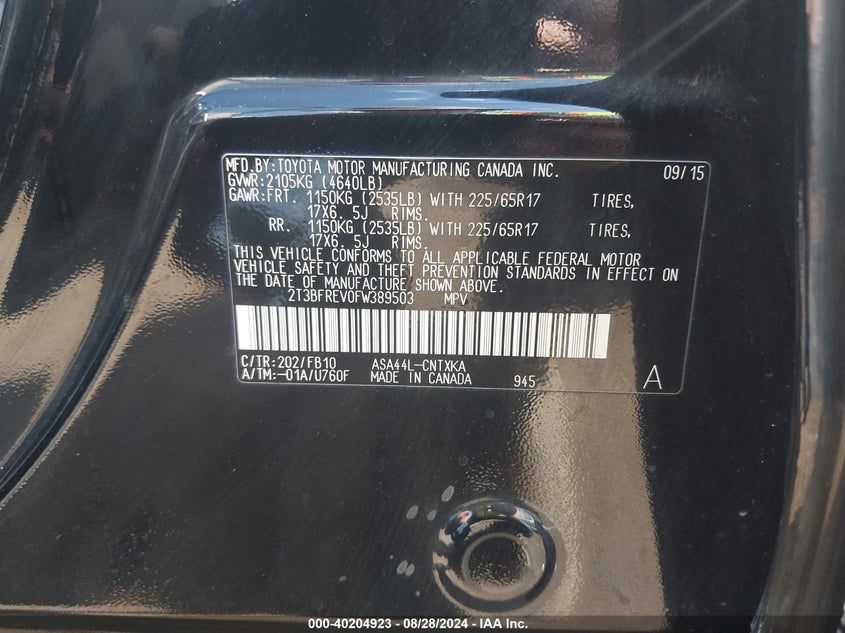 MFD.BY:TOYOTA MOTOR MANUFACTURING CANADA INC. 09/15
GVWR:2105KG (4640LB)
GAWR:FRT. 1150KG (2535LB) WITH 225/65R17 TIRES,
17X6. 5J RIMS.
RR. 1150KG (2535LB) WITH 225/65R17 TIRES,
17X6. 5J RIMS.
THIS VEHICLE CONFORMS TO ALL APPLICABLE FEDERAL MOTOR
VEHICLE SAFETY AND THEFT PREVENTION STANDARDS IN EFFECT ON
THE DATE OF MANUFACTURE SHOWN ABOVE.
2T3BFREV0FW389503 MPV
C/TR:202/FB10 ASA44L-CNTXKA
A/TM:-01A/U760F MADE IN CANADA 945 A
000-40204923 - 08/28/2024 - IAA Inc.